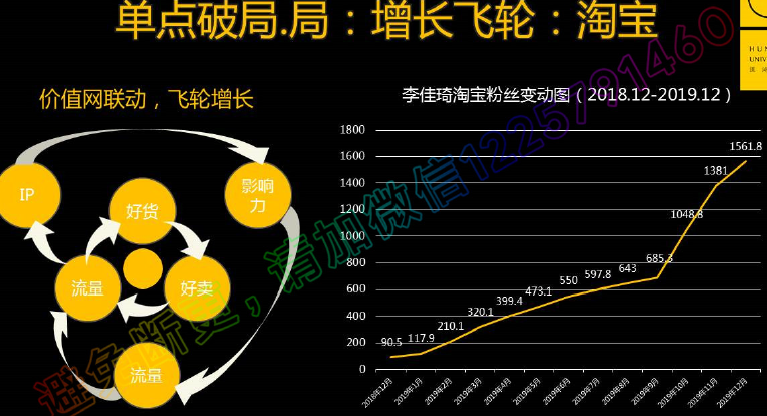 单点破局.局：增长飞轮：淘宝
HUN
UNIV
价值网联动，飞轮增长
李佳琦淘宝粉丝变动图（2018.12-2019.12）
IP
影响
力
好货
流量
好卖
流量
1800
1600
1400
1200
1000
800
600
400
200
0
90.5
117.9
210.1
320.1
399.4
473.1
550
597.8
643
685.3
1048.8
1381
1561.8
2018年12月
2019年1月
2019年2月
2019年3月
2019年4月
2019年5月
2019年6月
2019年7月
2019年8月
2019年9月
2019年10月
2019年11月
2019年12月
避免断更，请加微信1225791460